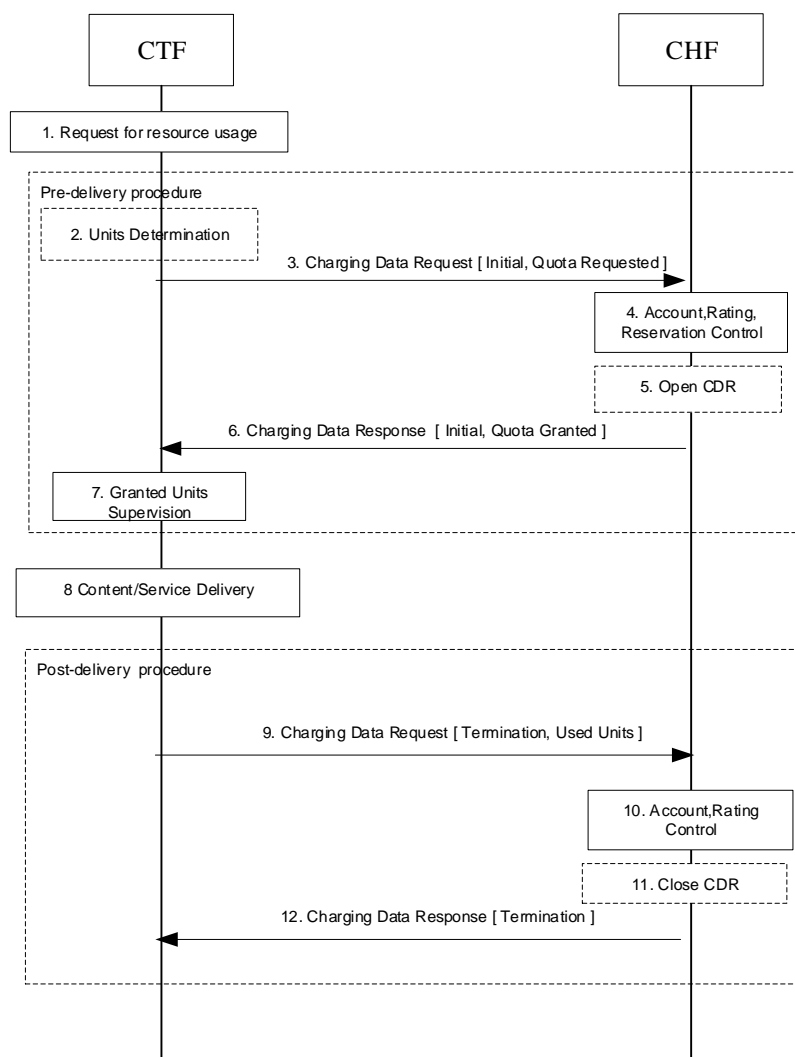 CTF
CHF
1. Request for resource usage
Pre-delivery procedure
2. Units Determination
3. Charging Data Request [ Initial, Quota Requested ]
4. Account,Rating,
Reservation Control
5. Open CDR
6. Charging Data Response [ Initial, Quota Granted ]
7. Granted Units
Supervision
8 Content/Service Delivery
Post-delivery procedure
9. Charging Data Request [ Termination, Used Units ]
10. Account,Rating
Control
11. Close CDR
12. Charging Data Response [ Termination ]